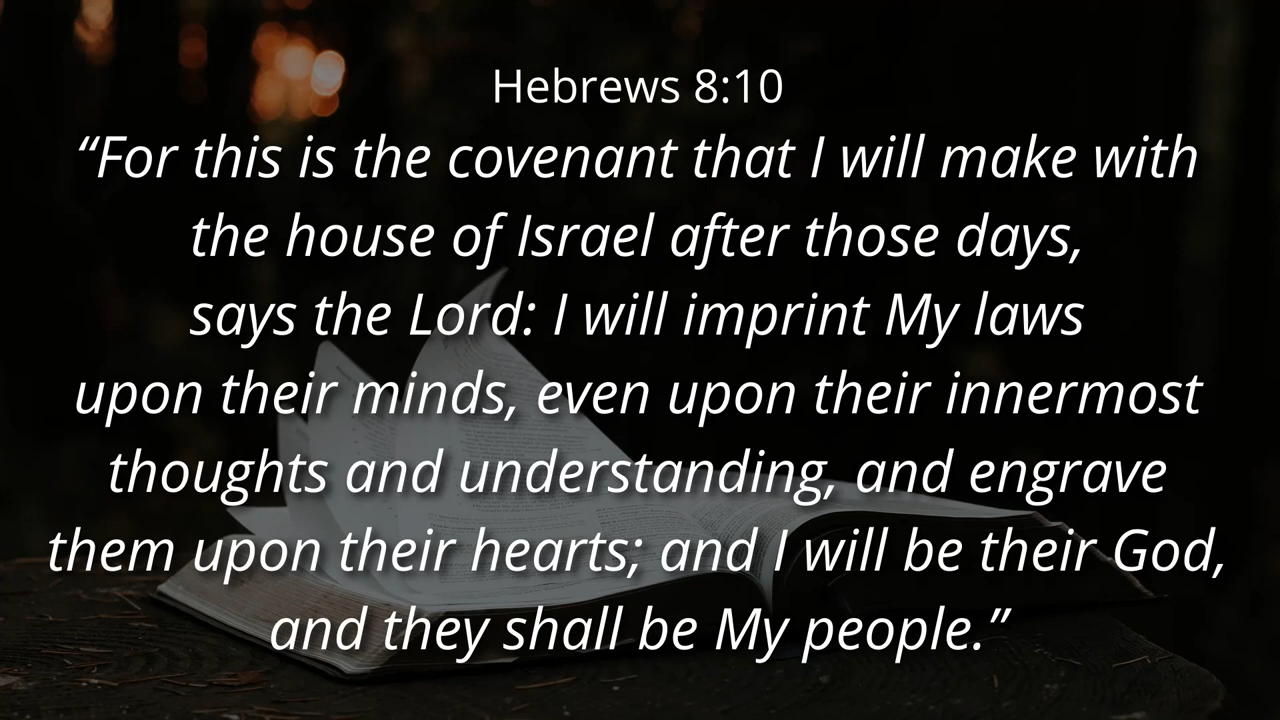 Hebrews 8:10
“For this is the covenant that I will make with
the house of Israel after those days,
says the Lord: I will imprint My laws
upon their minds, even upon their innermost
thoughts and understanding, and engrave
them upon their hearts; and I will be their God,
and they shall be My people.”